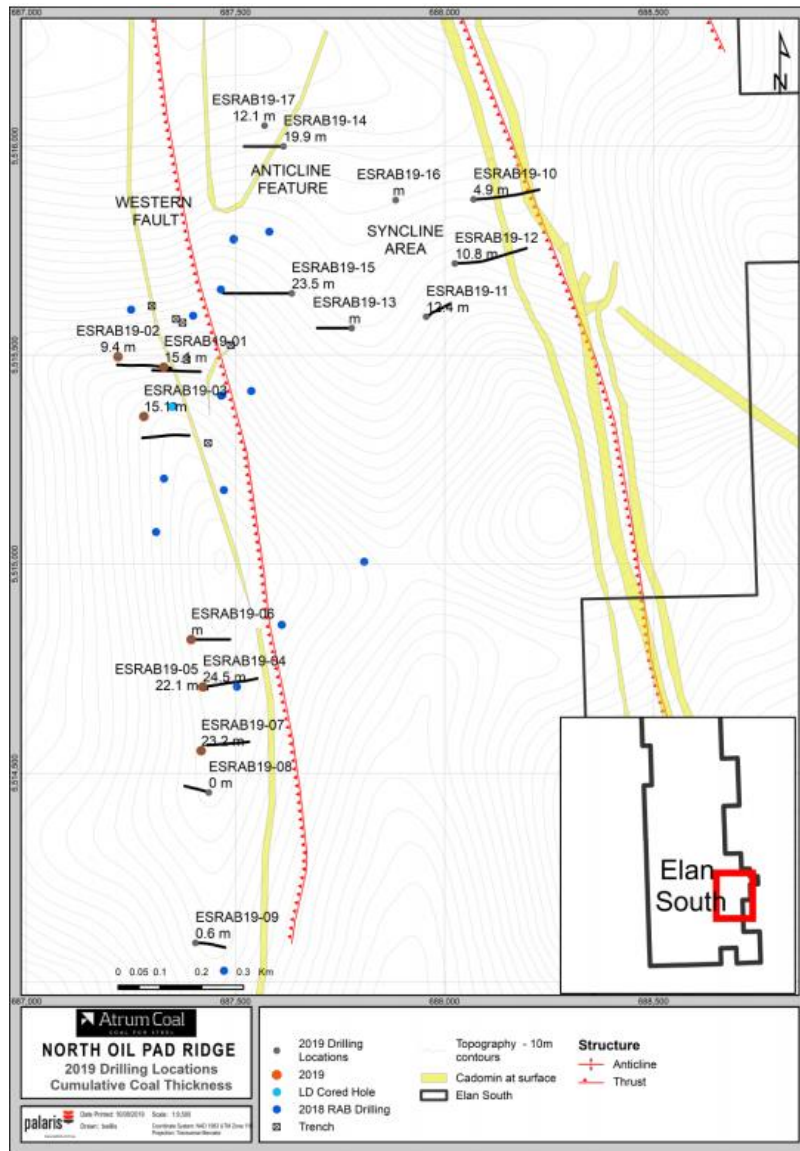 687,000
687,500
688,000
688,500
N
5,516,000
5,515,500
5,515,000
5,514,500
ESRAB19-17
12.1 m
ESRAB19-14
19.9 m
ANTICLINE
FEATURE
ESRAB19-16
m
ESRAB19-10
4.9 m
WESTERN
FAULT
SYNCLINE
AREA
ESRAB19-12
10.8 m
ESRAB19-15
23.5 m
ESRAB19-11
12.4 m
ESRAB19-13
m
ESRAB19-02
9.4 m
ESRAB19-01
15.4 m
ESRAB19-03
15.1 m
ESRAB19-06
m
ESRAB19-05
22.1 m
ESRAB19-04
24.5 m
ESRAB19-07
23.2 m
ESRAB19-08
0 m
ESRAB19-09
0.6 m
0 0.05 0.1 0.2 0.3 Km
Elan
South
687,000
687,500
688,000
688,500
Atrum Coal
COAL FOR STEEL
NORTH OIL PAD RIDGE
2019 Drilling Locations
Cumulative Coal Thickness
palaris
Scale: 1:9,500
Projection: Transverse Mercator
2019 Drilling
Locations
2019
LD Cored Hole
2018 RAB Drilling
Trench
Topography - 10m
contours
Cadomin at surface
Elan South
Structure
Anticline
Thrust